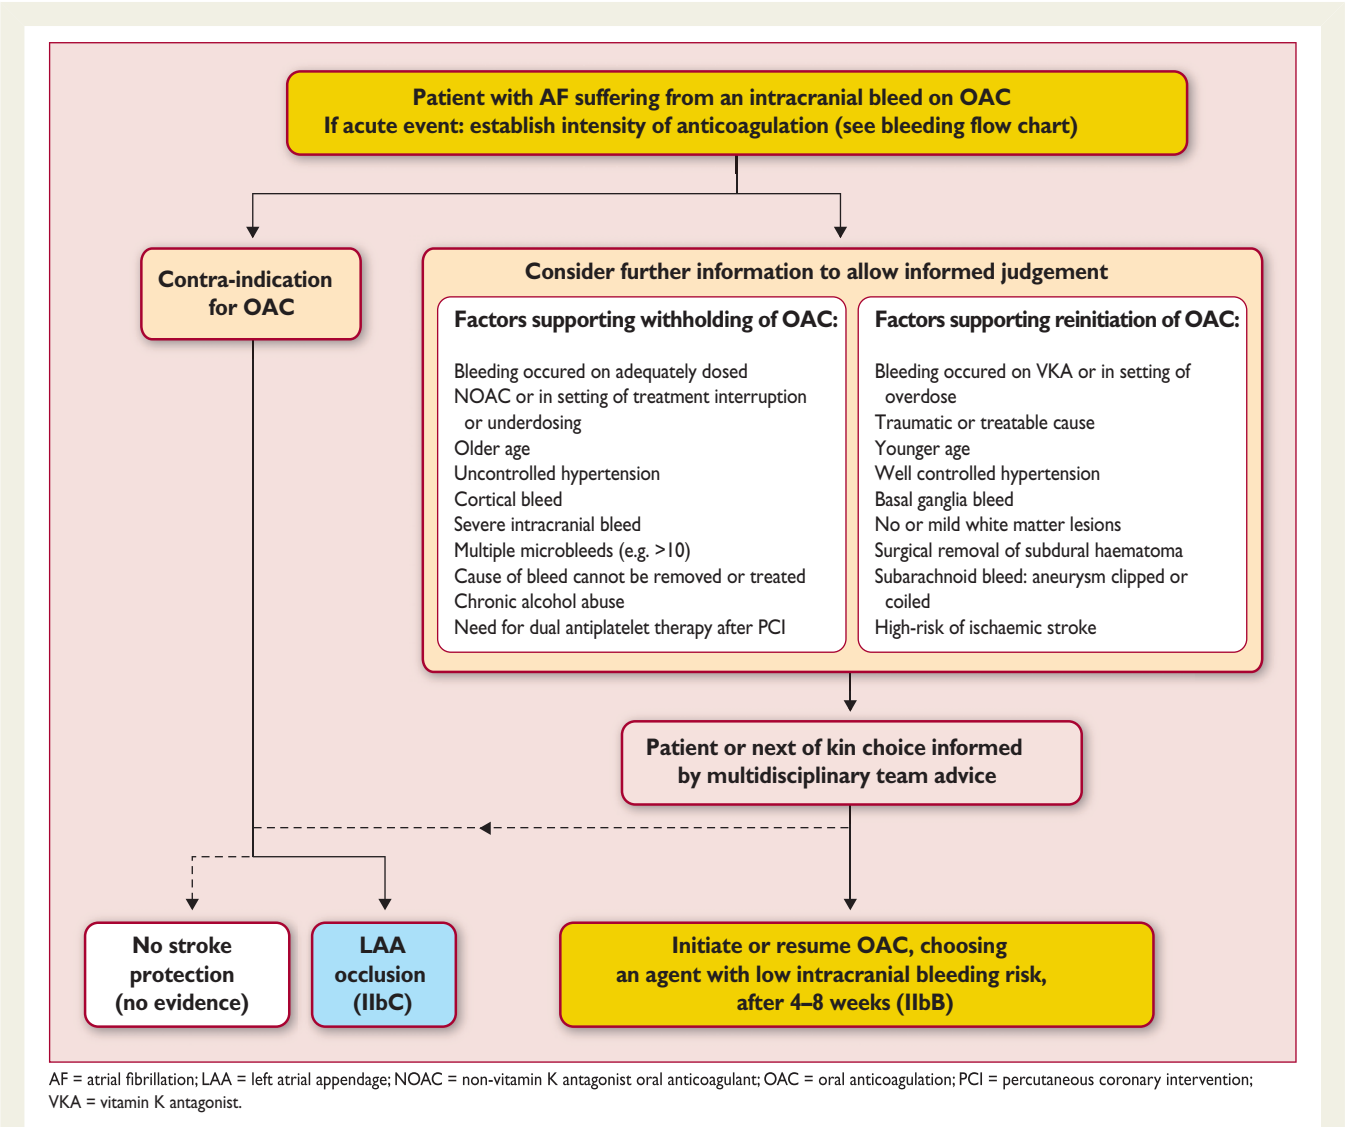 Patient with AF suffering from an intracranial bleed on OAC
If acute event: establish intensity of anticoagulation (see bleeding flow chart)
Contra-indication
for OAC
Consider further information to allow informed judgement
Factors supporting withholding of OAC:
Bleeding occured on adequately dosed
NOAC or in setting of treatment interruption
or underdosing
Older age
Uncontrolled hypertension
Cortical bleed
Severe intracranial bleed
Multiple microbleeds (e.g. >10)
Cause of bleed cannot be removed or treated
Chronic alcohol abuse
Need for dual antiplatelet therapy after PCI
Factors supporting reinitiation of OAC:
Bleeding occured on VKA or in setting of
overdose
Traumatic or treatable cause
Younger age
Well controlled hypertension
Basal ganglia bleed
No or mild white matter lesions
Surgical removal of subdural haematoma
Subarachnoid bleed: aneurysm clipped or
coiled
High-risk of ischaemic stroke
Patient or next of kin choice informed
by multidisciplinary team advice
No stroke
protection
(no evidence)
LAA
occlusion
(IIbC)
Initiate or resume OAC, choosing
an agent with low intracranial bleeding risk,
after 4–8 weeks (IIbB)
AF = atrial fibrillation; LAA = left atrial appendage; NOAC = non-vitamin K antagonist oral anticoagulant; OAC = oral anticoagulation; PCI = percutaneous coronary intervention;
VKA = vitamin K antagonist.